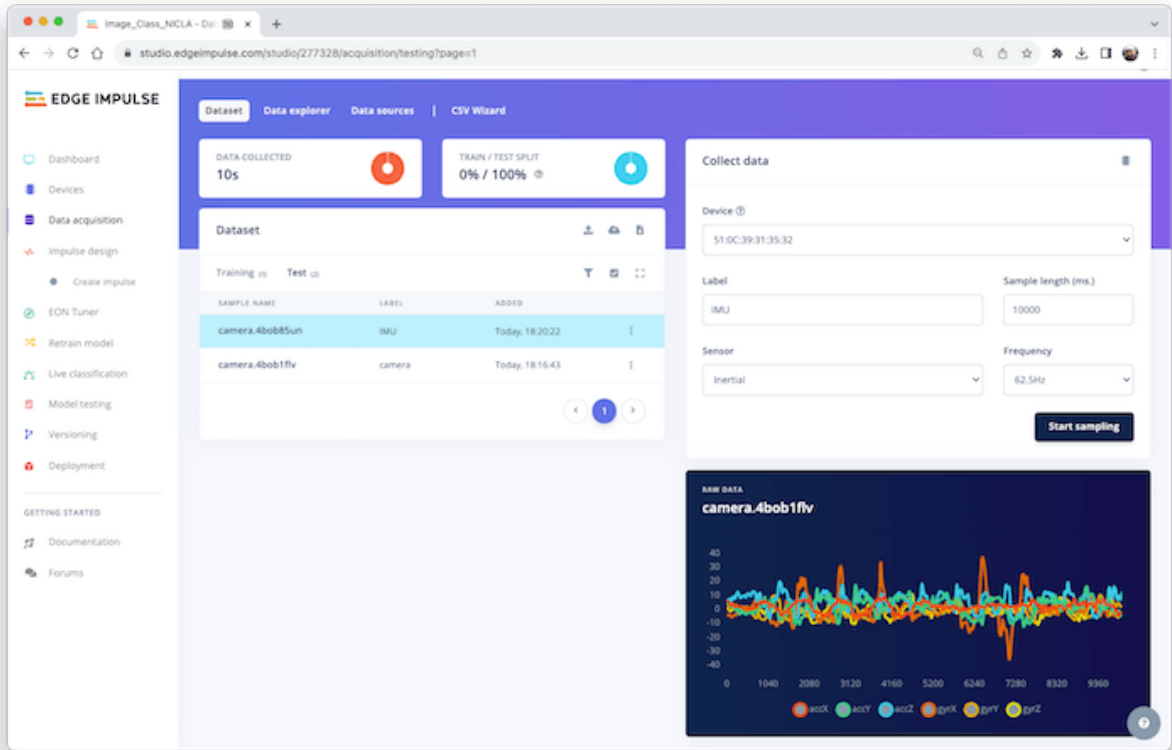 Image_Class_NICLA - Dat
studio.edgeimpulse.com/studio/277328/acquisition/testing?page=1
EDGE IMPULSE
Dashboard
Devices
Data acquisition
Impulse design
Create impulse
EON Tuner
Retrain model
Live classification
Model testing
Versioning
Deployment
GETTING STARTED
Documentation
Forums
Dataset Data explorer Data sources | CSV Wizard
DATA COLLECTED
10s
TRAIN / TEST SPLIT
0% / 100%
Dataset
Training Test (2)
SAMPLE NAME LABEL ADDED
camera.4bob85un IMU Today, 18:20:22
camera.4bob1flv camera Today, 18:16:43
1
Collect data
Device
51:0C:39:31:35:32
Label Sample length (ms.)
IMU 10000
Sensor Frequency
Inertial 62.5Hz
Start sampling
RAW DATA
camera.4bob1flv
40
30
20
10
0
-10
-20
-30
-40
0 1040 2080 3120 4160 5200 6240 7280 8320 9360
accX accY accZ gyrX gyrY gyrZ